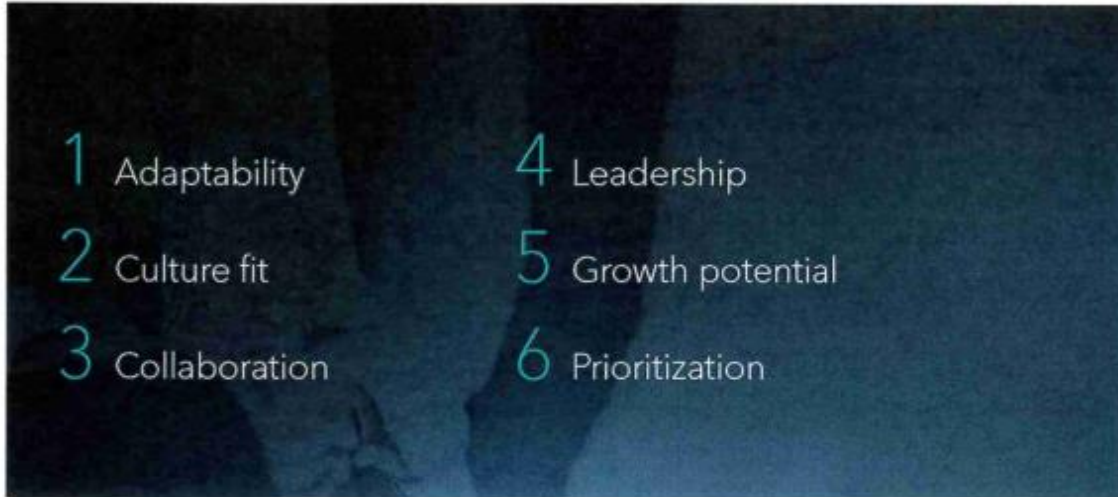 1 Adaptability
2 Culture fit
3 Collaboration
4 Leadership
5 Growth potential
6 Prioritization